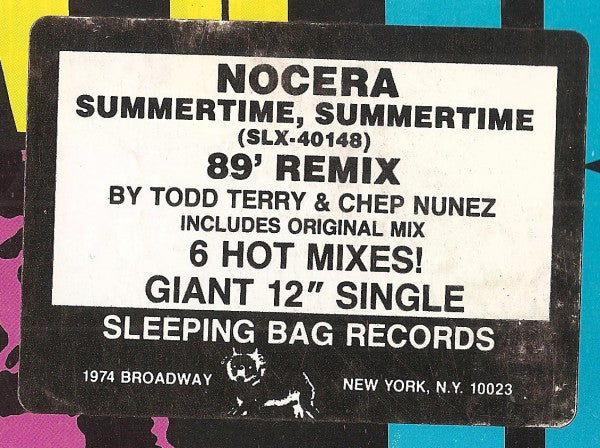 NOCERA
SUMMERTIME, SUMMERTIME
(SLX-40148)
89' REMIX
BY TODD TERRY & CHEP NUNEZ
INCLUDES ORIGINAL MIX
6 HOT MIXES!
GIANT 12″ SINGLE
SLEEPING BAG RECORDS
1974 BROADWAY NEW YORK, N.Y. 10023